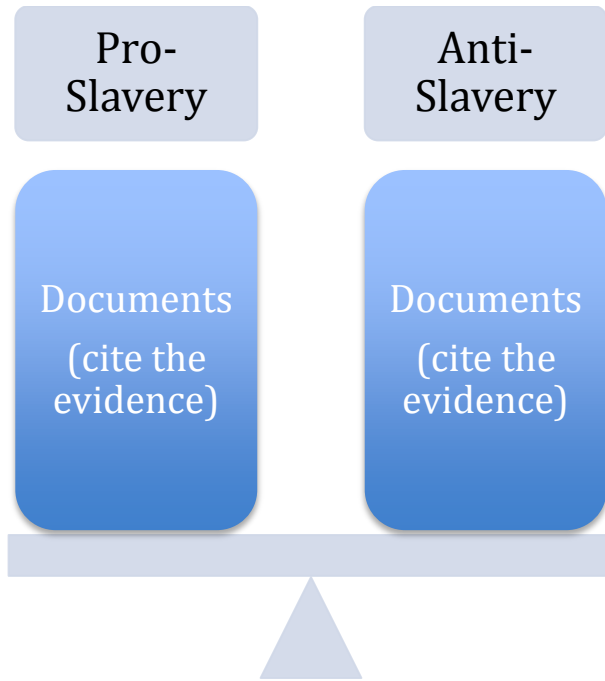 Pro-
Slavery
Anti-
Slavery
Documents
(cite the
evidence)
Documents
(cite the
evidence)